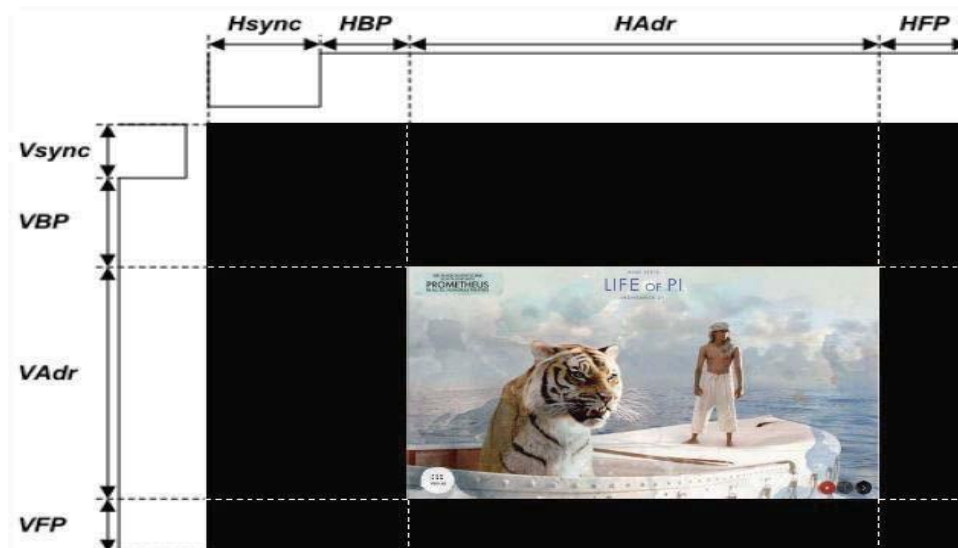 Hsync HBP HAdr HFP
Vsync
VBP
PROMETHEUS
LIFE OF PI
VAdr
VFP